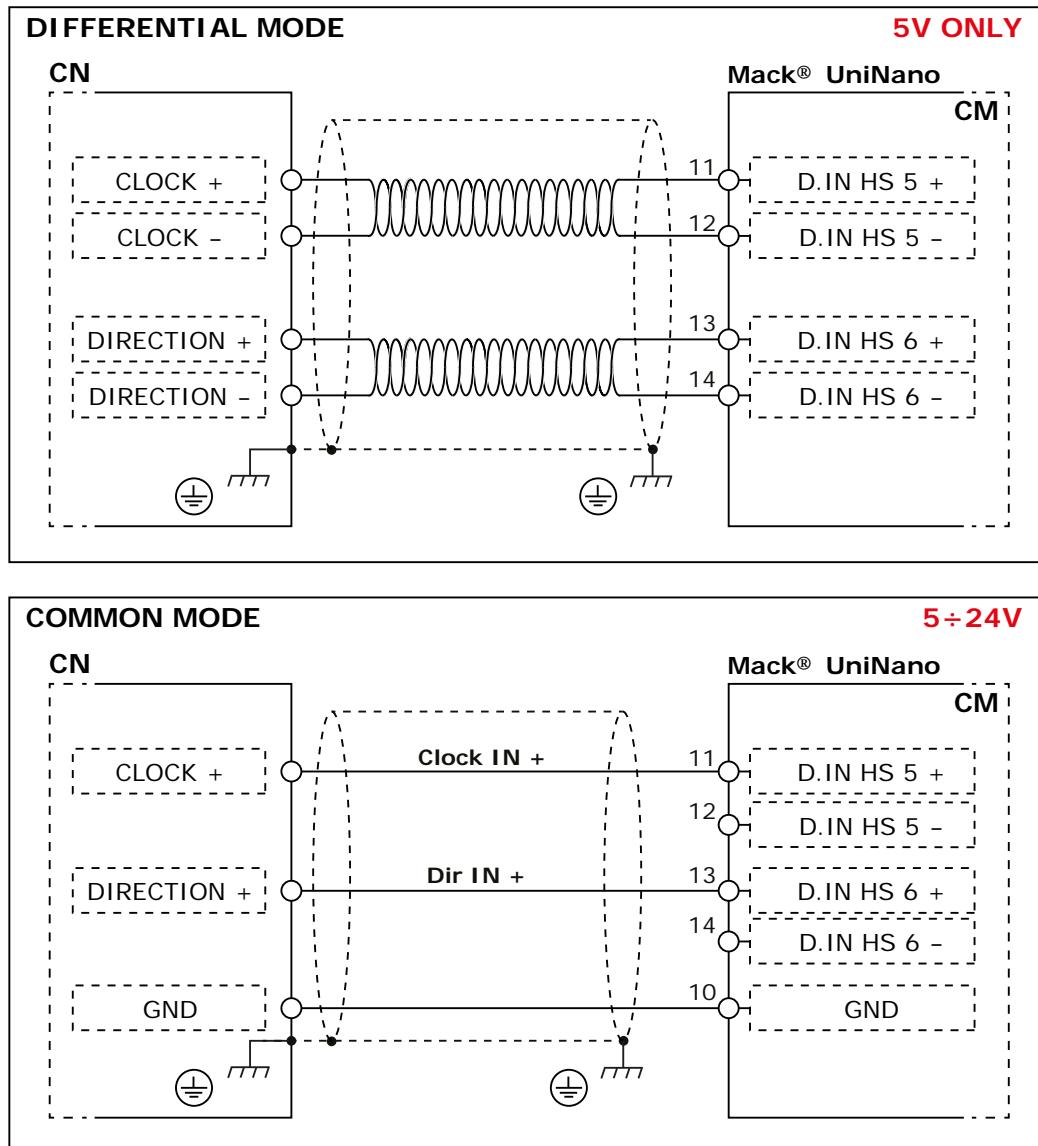 DIFFERENTIAL MODE 5V ONLY
CN Mack® UniNano
CM
CLOCK + 11 D.IN HS 5 +
CLOCK – 12 D.IN HS 5 –
DIRECTION + 13 D.IN HS 6 +
DIRECTION – 14 D.IN HS 6 –
COMMON MODE 5÷24V
CN Mack® UniNano
CM
CLOCK + Clock IN + 11 D.IN HS 5 +
12 D.IN HS 5 –
DIRECTION + Dir IN + 13 D.IN HS 6 +
14 D.IN HS 6 –
GND 10 GND